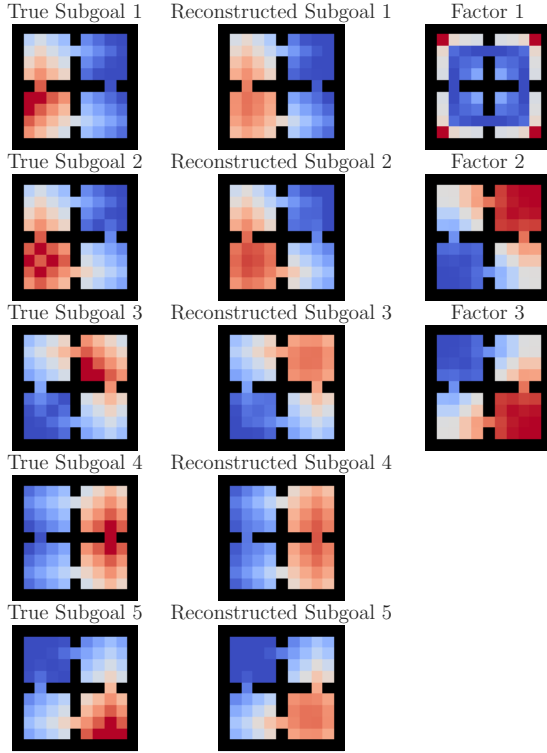 True Subgoal 1
Reconstructed Subgoal 1
Factor 1
True Subgoal 2
Reconstructed Subgoal 2
Factor 2
True Subgoal 3
Reconstructed Subgoal 3
Factor 3
True Subgoal 4
Reconstructed Subgoal 4
True Subgoal 5
Reconstructed Subgoal 5